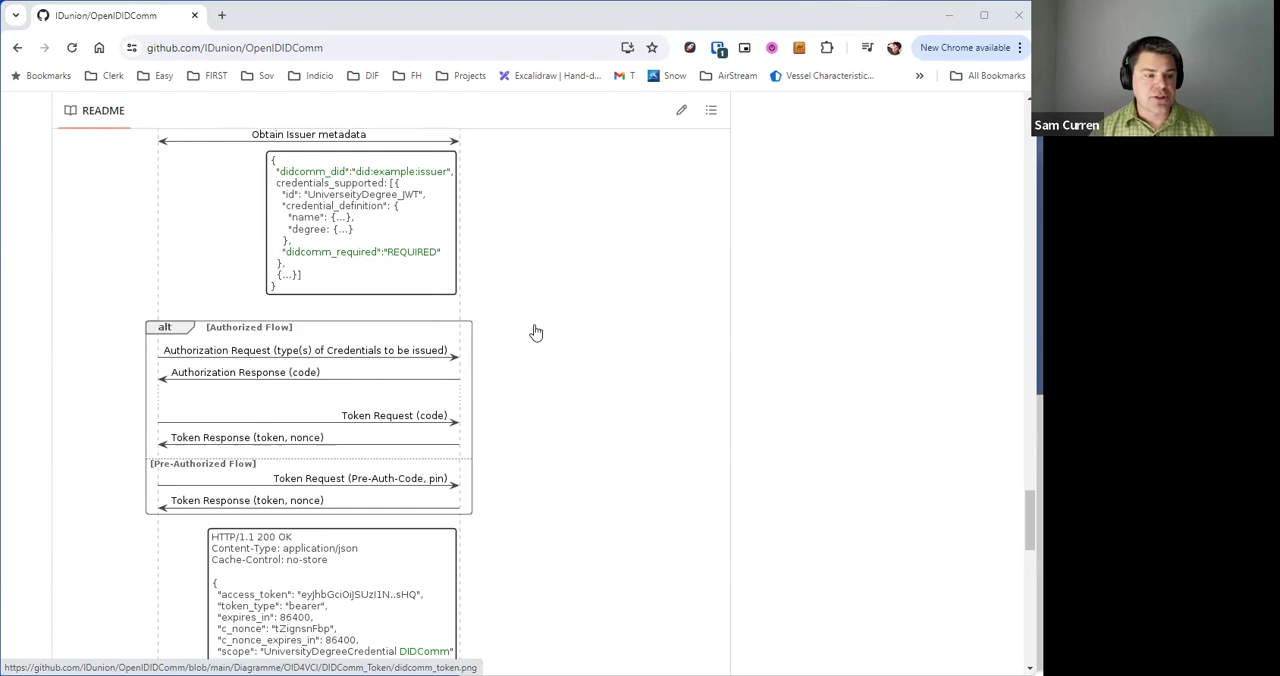 IDunion/OpenIDIDComm
github.com/IDunion/OpenIDIDComm
New Chrome available
1
Bookmarks
Clerk
Easy
FIRST
Sov
Indicio
DIF
FH
Projects
Excalidraw | Hand-d...
T
Snow
AirStream
Vessel Characteristic...
»
All Bookmarks
Sam Curren
README
Obtain Issuer metadata
{
"didcomm_did":"did:example:issuer",
credentials_supported: [{
"id": "UniverseityDegree_JWT",
"credential_definition": {
"name": {...},
"degree: {...}
},
"didcomm_required":"REQUIRED"
},
{...}]
}
alt [Authorized Flow]
Authorization Request (type(s) of Credentials to be issued)
Authorization Response (code)
Token Request (code)
Token Response (token, nonce)
[Pre-Authorized Flow]
Token Request (Pre-Auth-Code, pin)
Token Response (token, nonce)
HTTP/1.1 200 OK
Content-Type: application/json
Cache-Control: no-store
{
"access_token": "eyJhbGciOiJSUzI1N..sHQ",
"token_type": "bearer",
"expires_in": 86400,
"c_nonce": "tZignsnFbp",
"c_nonce_expires_in": 86400,
"scope": "UniversityDegreeCredential DIDComm"
https://github.com/IDunion/OpenIDIDComm/blob/main/Diagramme/OID4VCI/DIDComm_Token/didcomm_token.png